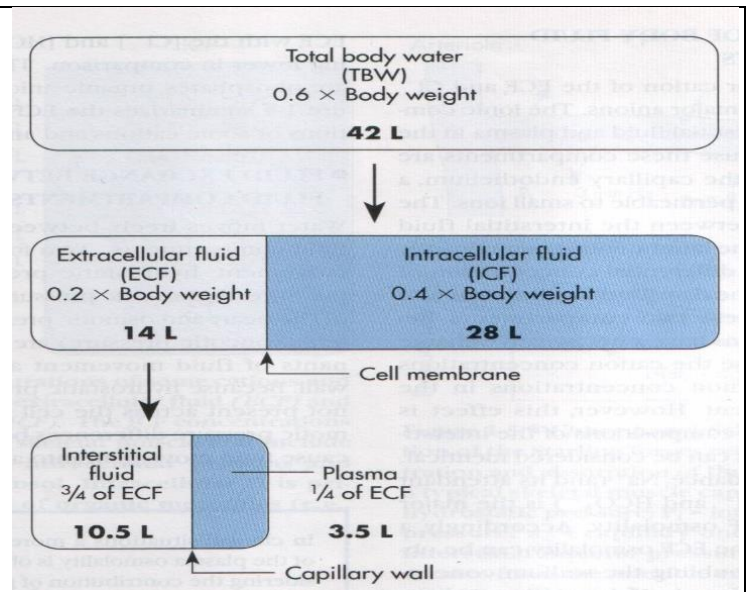 Total body water
(TBW)
0.6 × Body weight
42 L
Extracellular fluid
(ECF)
0.2 × Body weight
14 L
Intracellular fluid
(ICF)
0.4 × Body weight
28 L
Cell membrane
Interstitial
fluid
3/4 of ECF
10.5 L
Plasma
1/4 of ECF
3.5 L
Capillary wall